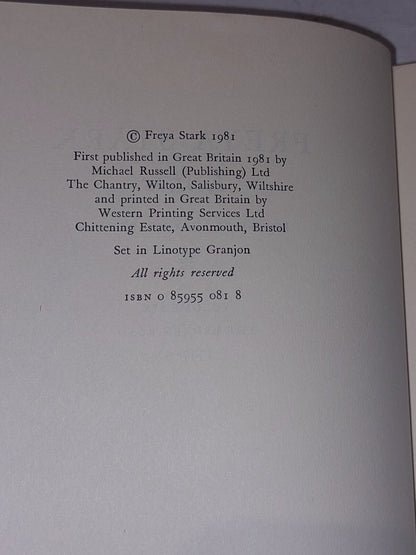 © Freya Stark 1981
First published in Great Britain 1981 by
Michael Russell (Publishing) Ltd
The Chantry, Wilton, Salisbury, Wiltshire
and printed in Great Britain by
Western Printing Services Ltd
Chittening Estate, Avonmouth, Bristol
Set in Linotype Granjon
All rights reserved
ISBN 0 85955 081 8